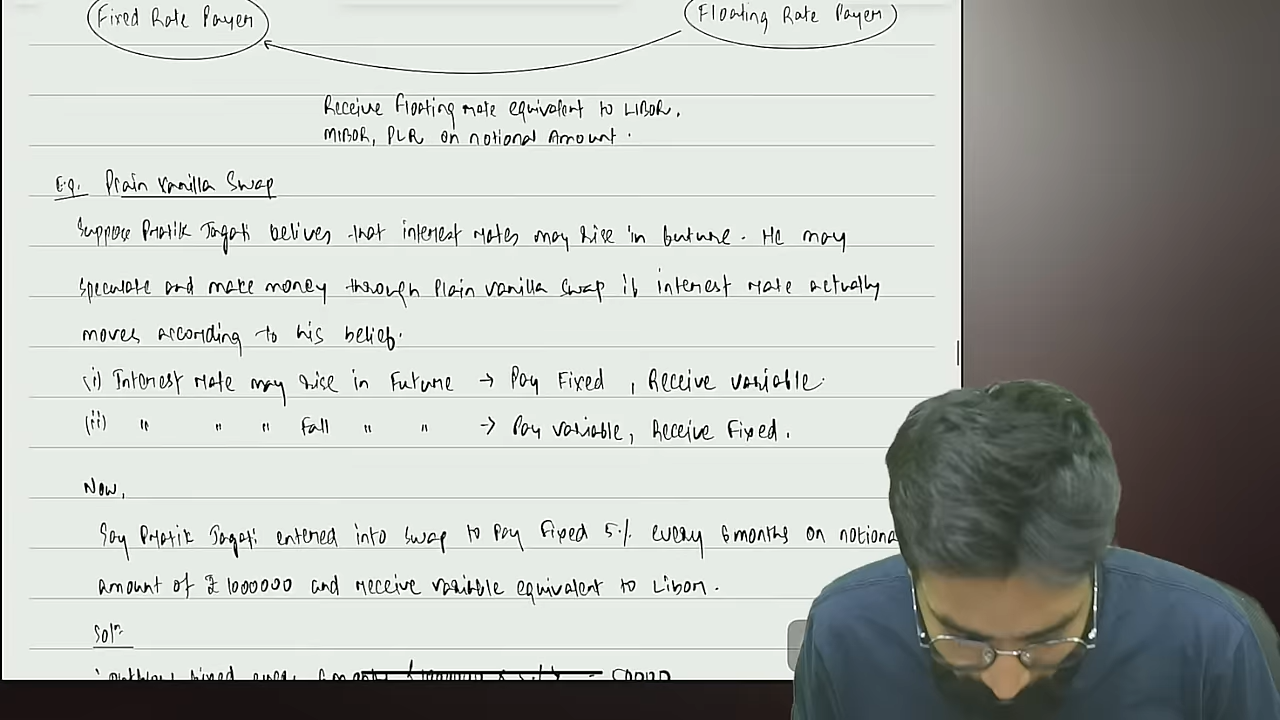 Fixed Rate Payer
Floating Rate Payer
Receive Floating rate equivalent to LIBOR,
MIBOR, PLR on notional Amount.
E.g. Plain Vanilla Swap
Suppose Pratik Jagati belives that interest rates may rise in future. He may
speculate and make money through plain vanilla swap if interest rate actually
moves according to his belief.
(i) Interest rate may rise in Future → Pay Fixed, Receive variable.
(ii) " " " Fall " " → Pay variable, Receive Fixed.
Now,
Say Pratik Jagati entered into swap to pay fixed 5% every 6 months on notiona
amount of ₹ 1000000 and receive variable equivalent to Libor.
Solⁿ